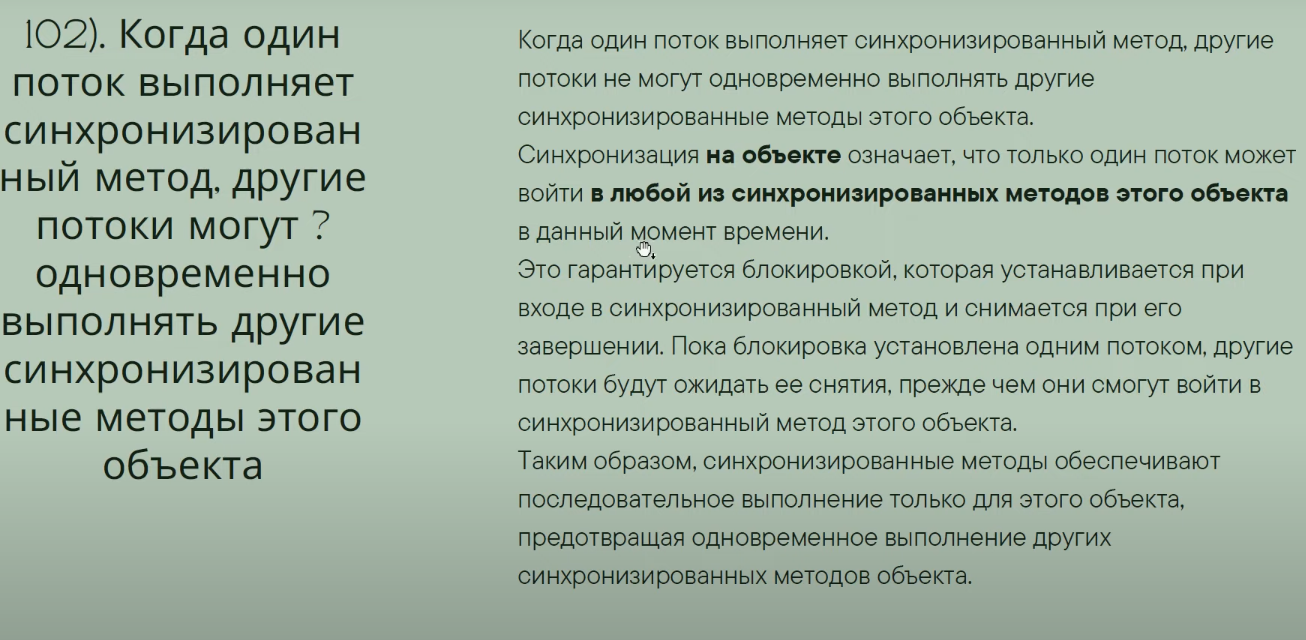 102). Когда один
поток выполняет
синхронизирован
ный метод, другие
потоки могут ?
одновременно
выполнять другие
синхронизирован
ные методы этого
объекта
Когда один поток выполняет синхронизированный метод, другие
потоки не могут одновременно выполнять другие
синхронизированные методы этого объекта.
Синхронизация на объекте означает, что только один поток может
войти в любой из синхронизированных методов этого объекта
в данный момент времени.
Это гарантируется блокировкой, которая устанавливается при
входе в синхронизированный метод и снимается при его
завершении. Пока блокировка установлена одним потоком, другие
потоки будут ожидать ее снятия, прежде чем они смогут войти в
синхронизированный метод этого объекта.
Таким образом, синхронизированные методы обеспечивают
последовательное выполнение только для этого объекта,
предотвращая одновременное выполнение других
синхронизированных методов объекта.